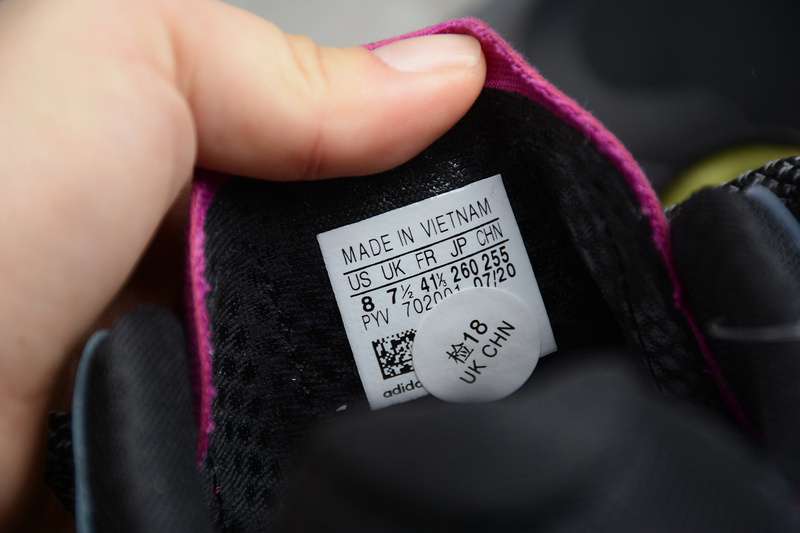 MADE IN VIETNAM
US UK FR JP CHN
8 7½ 41⅓ 260 255
PYV 702001 07/20
检18
UK CHN